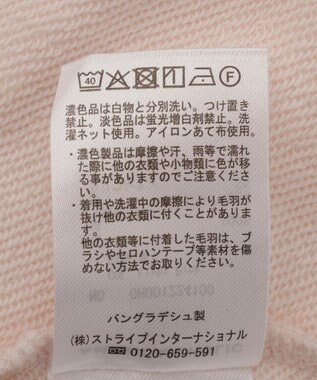 40 F
濃色品は白物と分別洗い。つけ置き
禁止。淡色品は蛍光増白剤禁止。洗
濯ネット使用。アイロンあて布使用。
・濃色製品は摩擦や汗、雨等で濡れ
た際に他の衣類や小物類に色が移
る事がありますのでご注意くださ
い。
・着用や洗濯中の摩擦により毛羽が
抜け他の衣類に付くことがありま
す。
他の衣類等に付着した毛羽は、ブ
ラシやセロハンテープ等素材を傷
めない方法でお取りください。
バングラデシュ製
(株)ストライプインターナショナル
0120-659-591